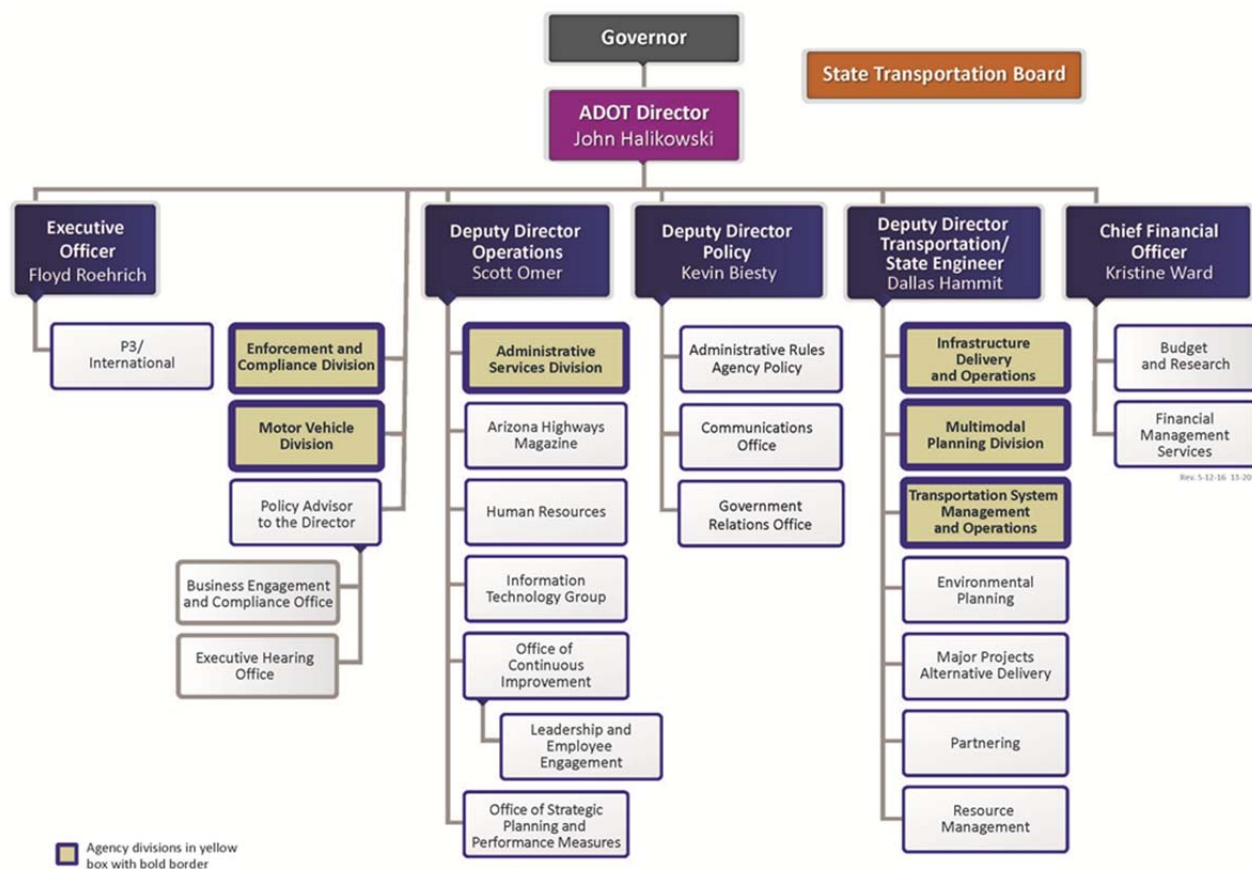 Governor
State Transportation Board
ADOT Director
John Halikowski
Executive
Officer
Floyd Roehrich
Deputy Director
Operations
Scott Omer
Deputy Director
Policy
Kevin Biesty
Deputy Director
Transportation/
State Engineer
Dallas Hammit
Chief Financial
Officer
Kristine Ward
P3/
International
Enforcement and
Compliance Division
Motor Vehicle
Division
Policy Advisor
to the Director
Business Engagement
and Compliance Office
Executive Hearing
Office
Administrative
Services Division
Arizona Highways
Magazine
Human Resources
Information
Technology Group
Office of
Continuous
Improvement
Leadership and
Employee
Engagement
Office of Strategic
Planning and
Performance Measures
Administrative Rules
Agency Policy
Communications
Office
Government
Relations Office
Infrastructure
Delivery
and Operations
Multimodal
Planning Division
Transportation System
Management
and Operations
Environmental
Planning
Major Projects
Alternative Delivery
Partnering
Resource
Management
Budget
and Research
Financial
Management
Services
Rev. 5-12-16
Agency divisions in yellow
box with bold border